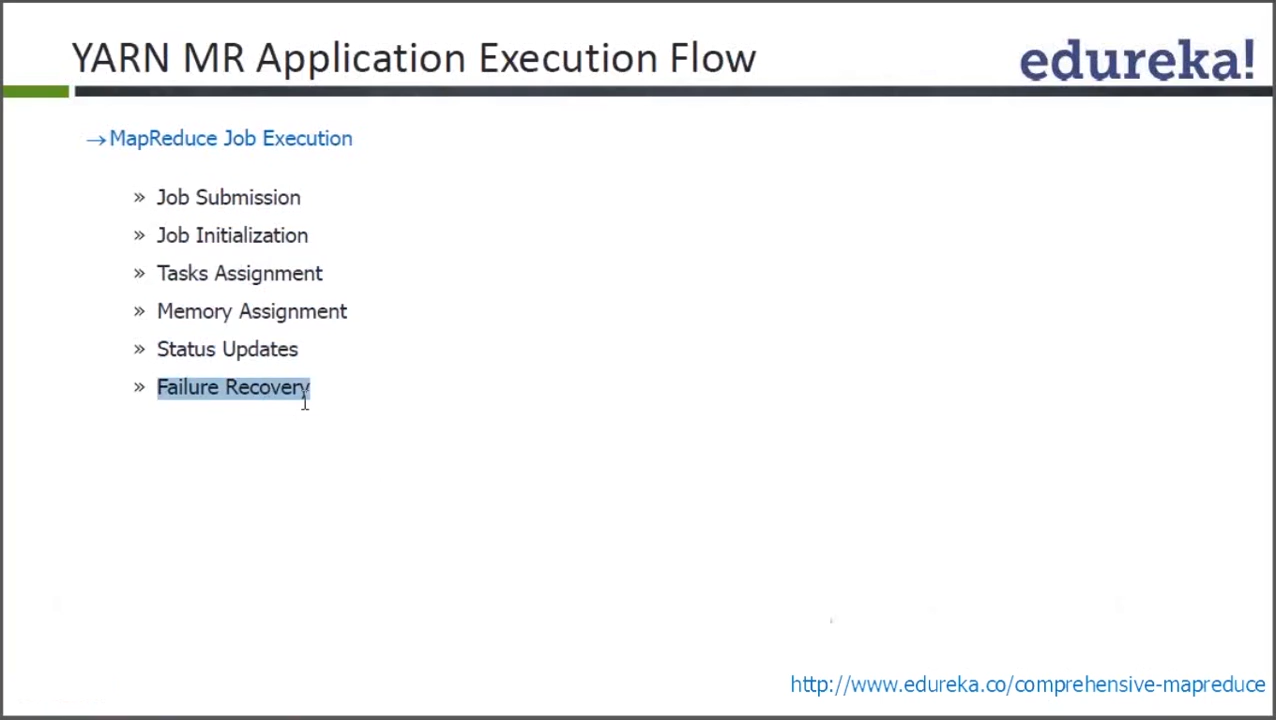 YARN MR Application Execution Flow
edureka!
→MapReduce Job Execution
» Job Submission
» Job Initialization
» Tasks Assignment
» Memory Assignment
» Status Updates
» Failure Recovery
http://www.edureka.co/comprehensive-mapreduce